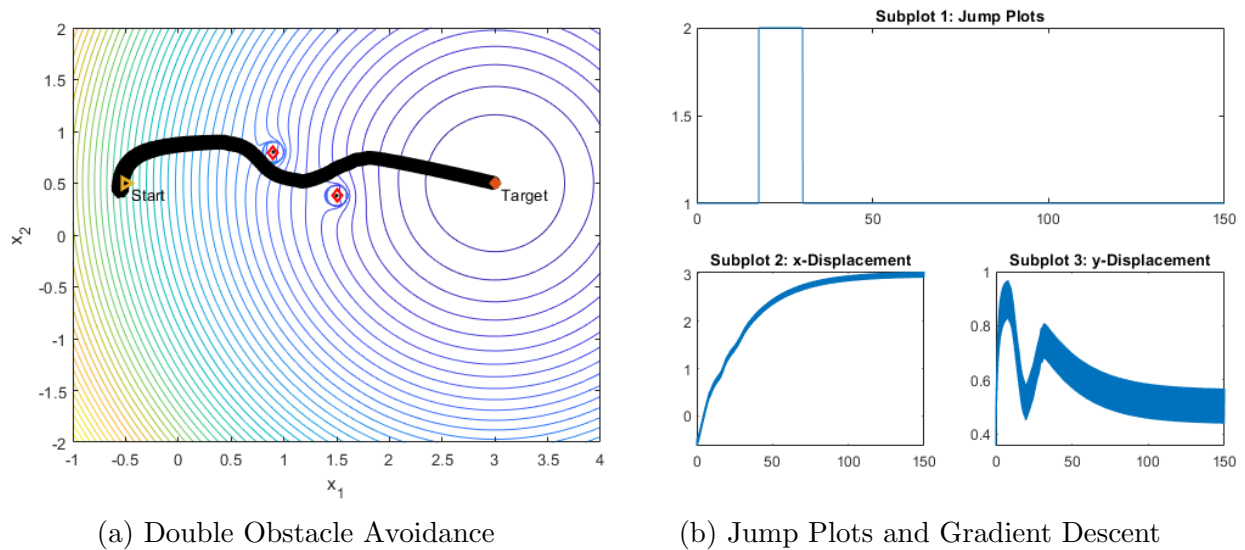 2
1.5
1
0.5
0
-0.5
-1
-1.5
-2
x2
Start
Target
-1 -0.5 0 0.5 1 1.5 2 2.5 3 3.5 4
x1
(a) Double Obstacle Avoidance
Subplot 1: Jump Plots
2
1.5
1
0 50 100 150
Subplot 2: x-Displacement
3
2
1
0
0 50 100 150
Subplot 3: y-Displacement
1
0.8
0.6
0.4
0 50 100 150
(b) Jump Plots and Gradient Descent